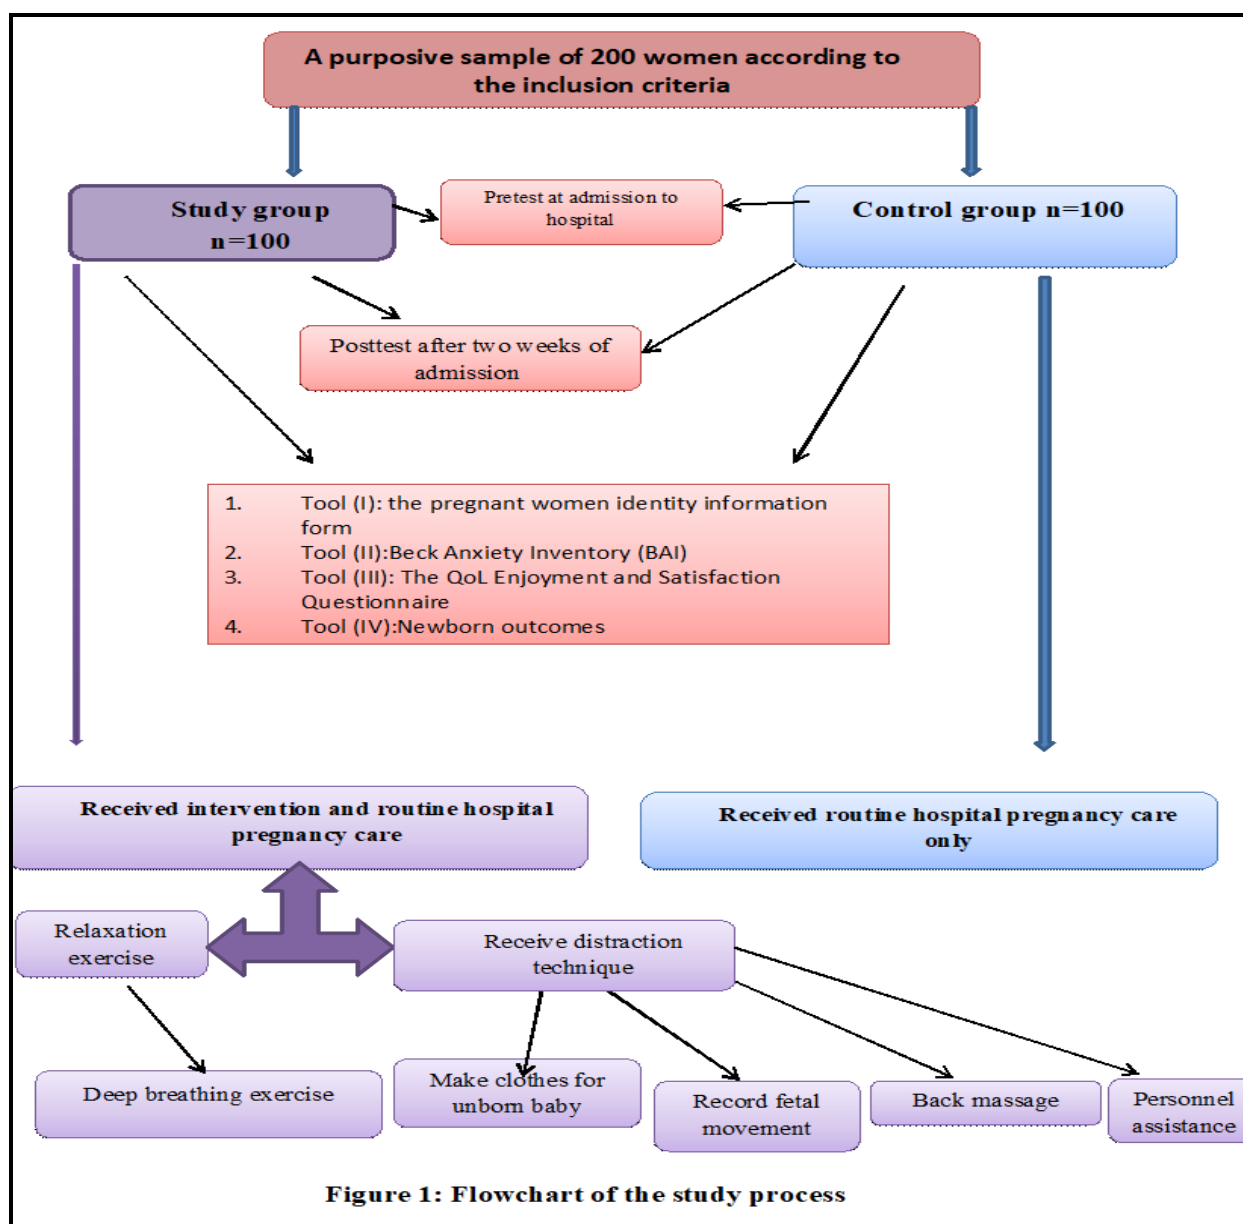 A purposive sample of 200 women according to
the inclusion criteria
Study group
n=100
Pretest at admission to
hospital
Control group n=100
Posttest after two weeks of
admission
1. Tool (I): the pregnant women identity information
form
2. Tool (II):Beck Anxiety Inventory (BAI)
3. Tool (III): The QoL Enjoyment and Satisfaction
Questionnaire
4. Tool (IV):Newborn outcomes
Received intervention and routine hospital
pregnancy care
Received routine hospital pregnancy care
only
Relaxation
exercise
Receive distraction
technique
Deep breathing exercise
Make clothes for
unborn baby
Record fetal
movement
Back massage
Personnel
assistance
Figure 1: Flowchart of the study process